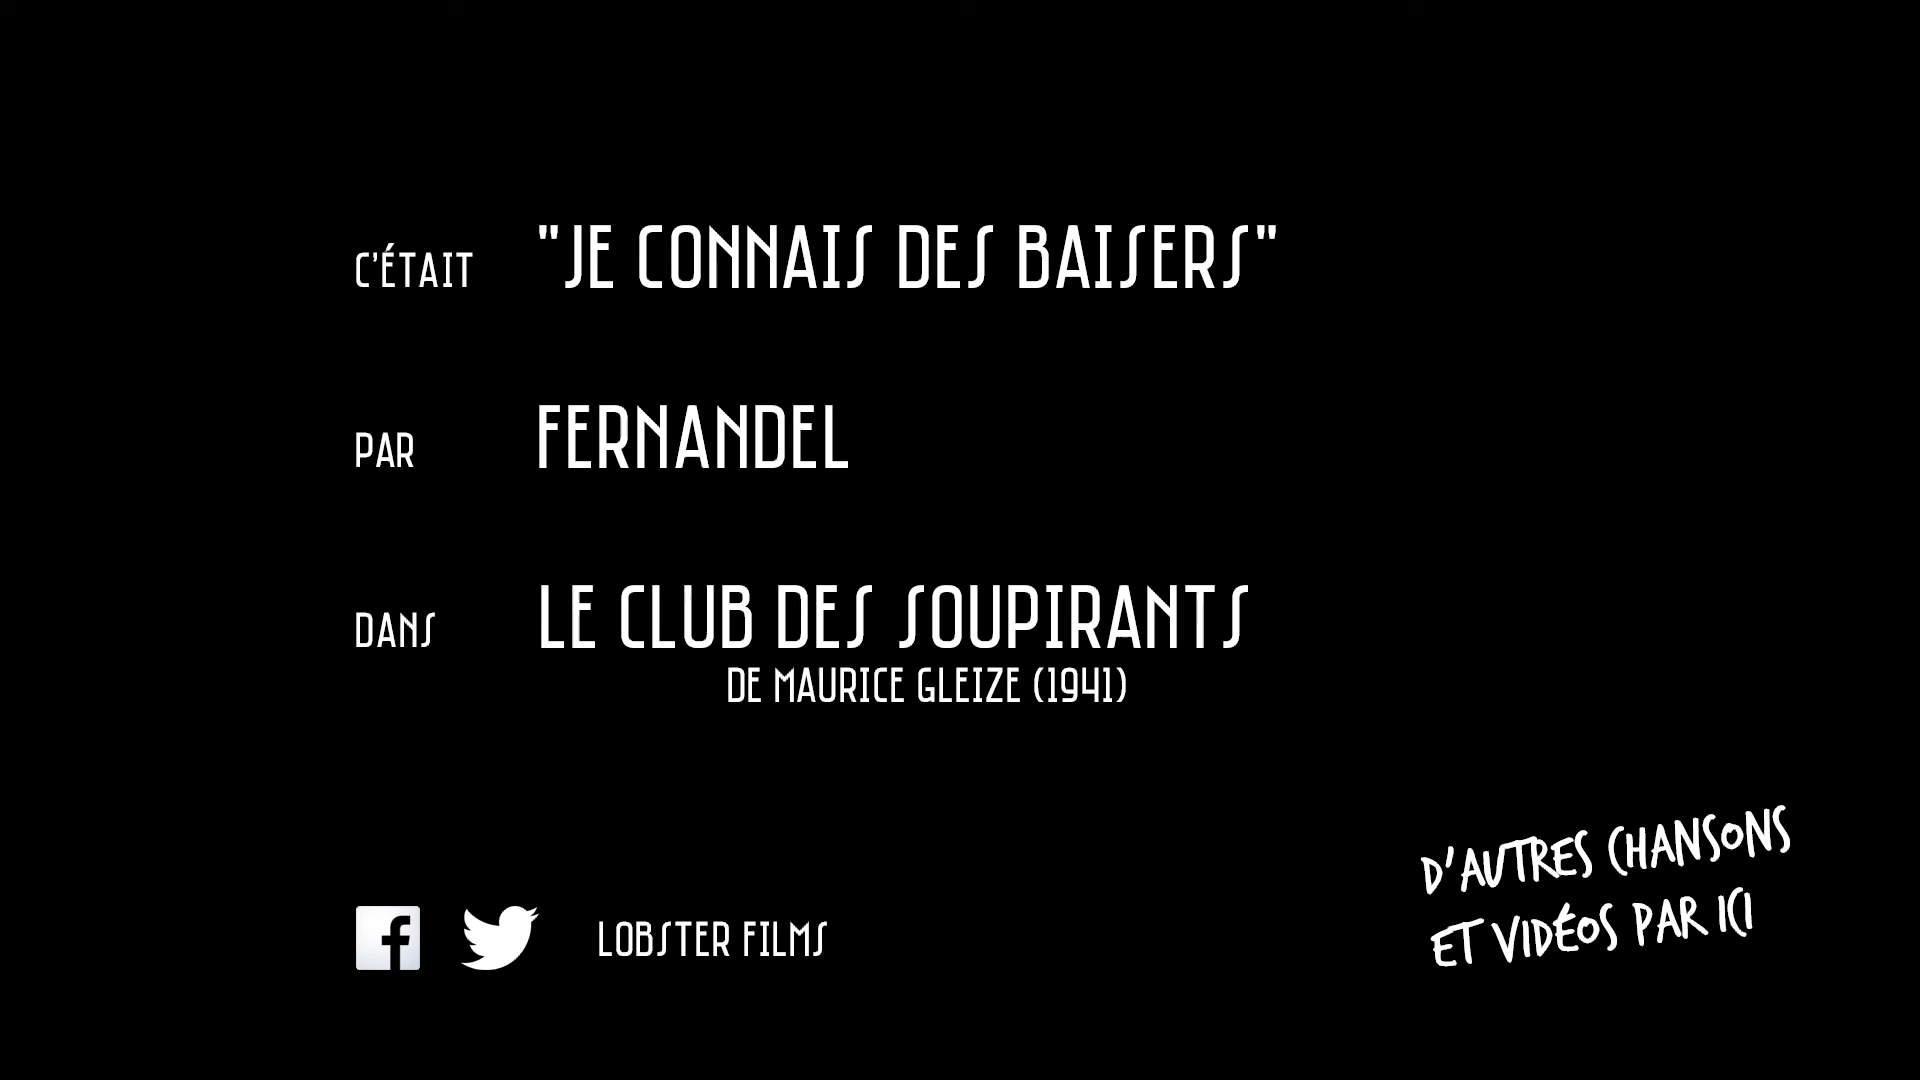 C'ÉTAIT "JE CONNAIS DES BAISERS"
PAR FERNANDEL
DANS LE CLUB DES SOUPIRANTS
DE MAURICE GLEIZE (1941)
D'AUTRES CHANSONS
ET VIDÉOS PAR ICI
LOBSTER FILMS